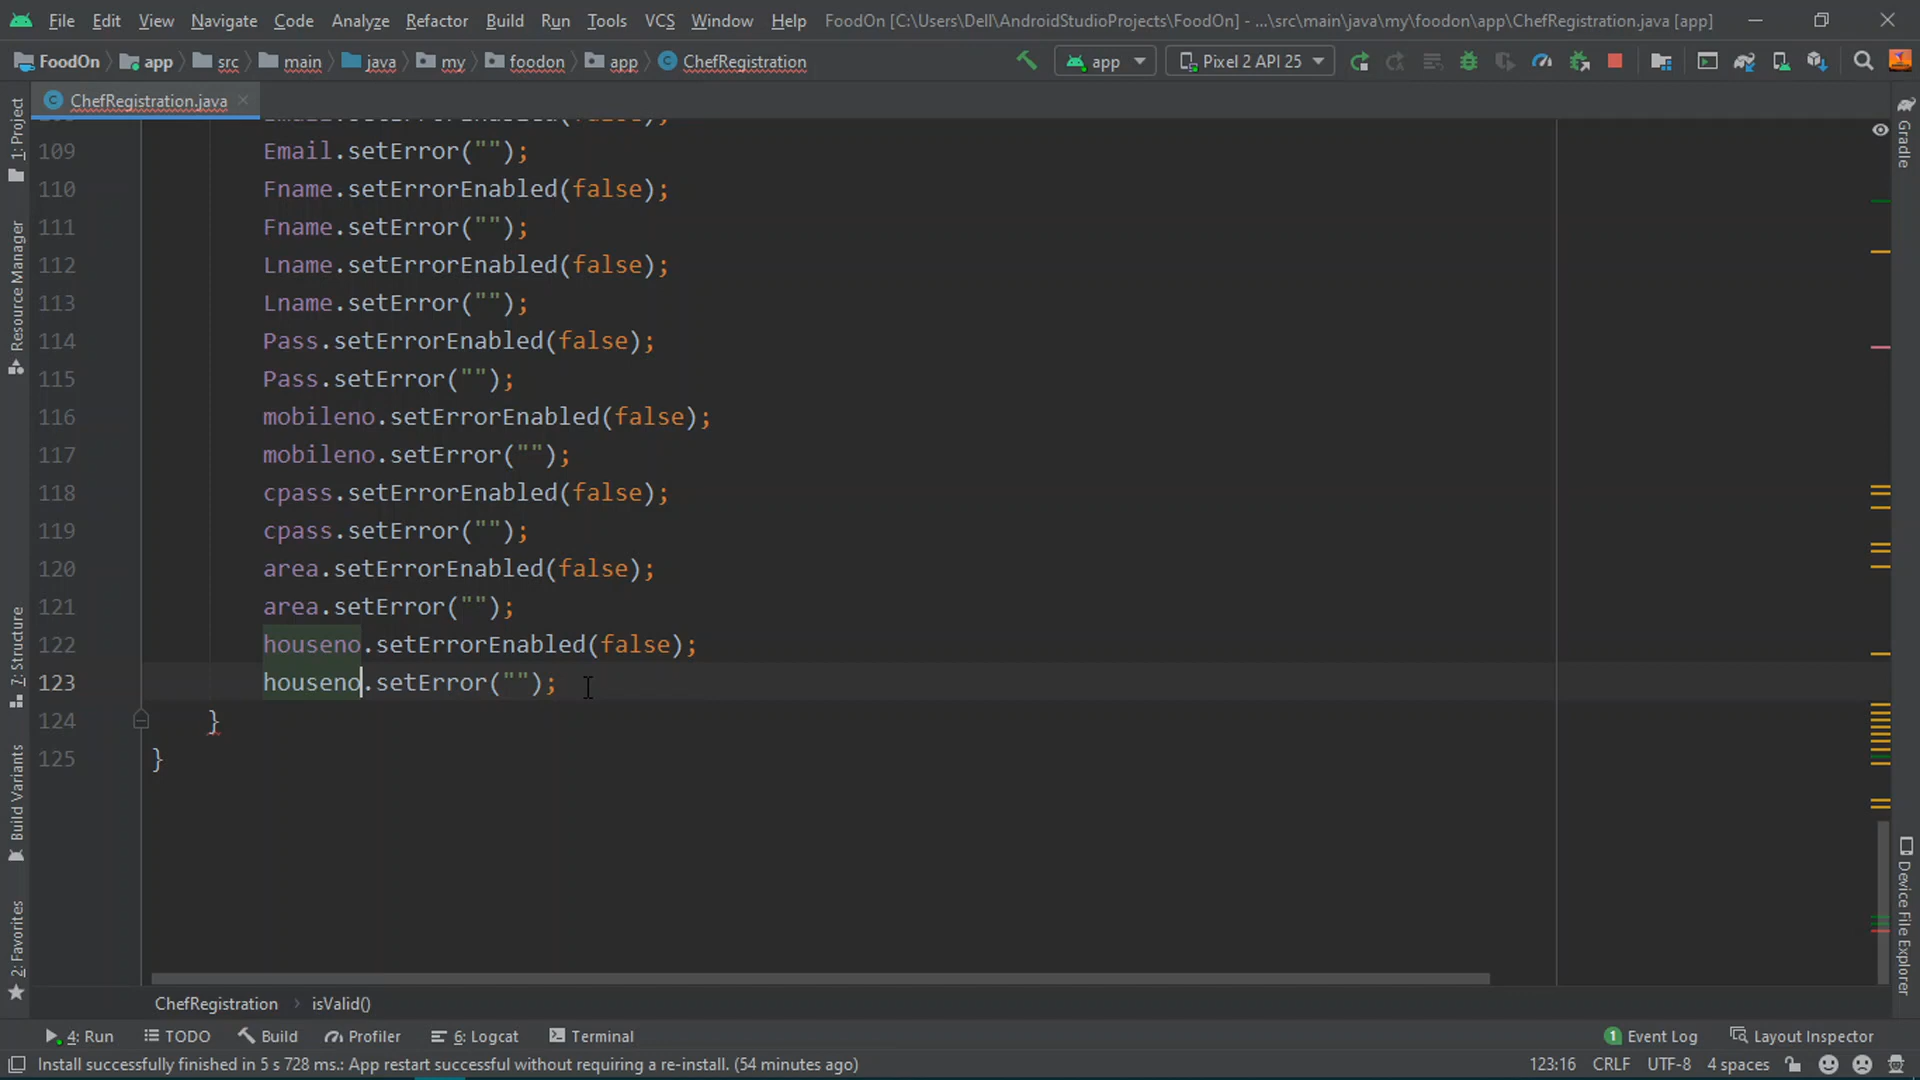 File Edit View Navigate Code Analyze Refactor Build Run Tools VCS Window Help FoodOn [C:\Users\Dell\AndroidStudioProjects\FoodOn] - ...\src\main\java\my\foodon\app\ChefRegistration.java [app]
FoodOn app src main java my foodon app ChefRegistration app Pixel 2 API 25
ChefRegistration.java
109 Email.setError("");
110 Fname.setErrorEnabled(false);
111 Fname.setError("");
112 Lname.setErrorEnabled(false);
113 Lname.setError("");
114 Pass.setErrorEnabled(false);
115 Pass.setError("");
116 mobileno.setErrorEnabled(false);
117 mobileno.setError("");
118 cpass.setErrorEnabled(false);
119 cpass.setError("");
120 area.setErrorEnabled(false);
121 area.setError("");
122 houseno.setErrorEnabled(false);
123 houseno.setError("");
124 }
125 }
1: Project
Resource Manager
7: Structure
Build Variants
2: Favorites
Gradle
Device File Explorer
ChefRegistration isValid()
4: Run TODO Build Profiler 6: Logcat Terminal 1 Event Log Layout Inspector
Install successfully finished in 5 s 728 ms.: App restart successful without requiring a re-install. (54 minutes ago) 123:16 CRLF UTF-8 4 spaces